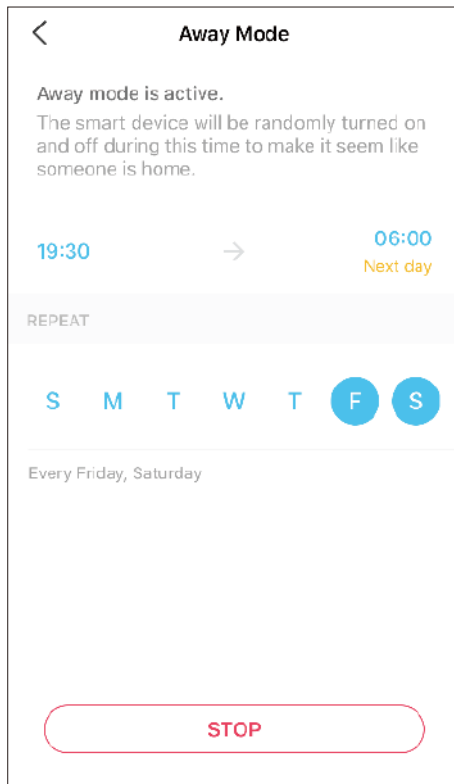 Away Mode
Away mode is active.
The smart device will be randomly turned on
and off during this time to make it seem like
someone is home.
19:30
06:00
Next day
REPEAT
S M T W T F S
Every Friday, Saturday
STOP